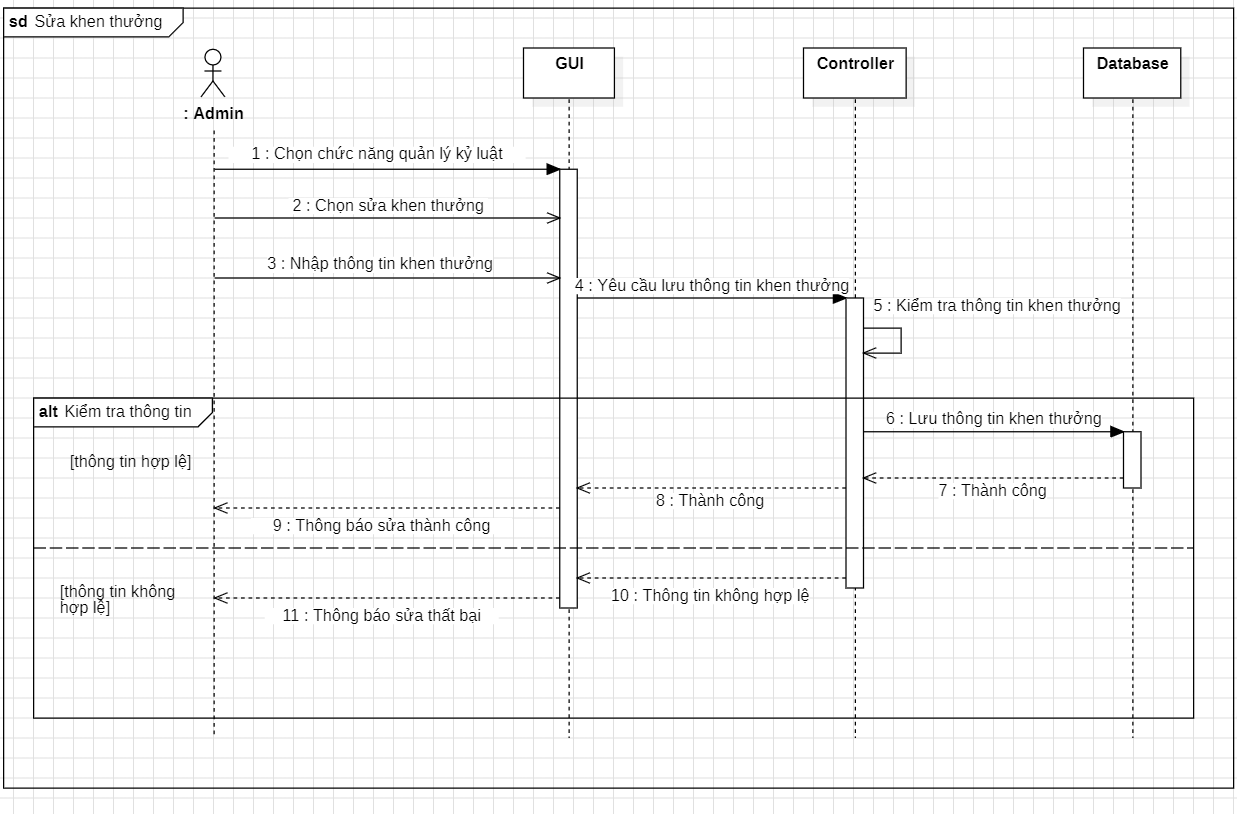 sd Sửa khen thưởng
: Admin
GUI
Controller
Database
1 : Chọn chức năng quản lý kỷ luật
2 : Chọn sửa khen thưởng
3 : Nhập thông tin khen thưởng
4 : Yêu cầu lưu thông tin khen thưởng
5 : Kiểm tra thông tin khen thưởng
alt Kiểm tra thông tin
6 : Lưu thông tin khen thưởng
[thông tin hợp lệ]
7 : Thành công
8 : Thành công
9 : Thông báo sửa thành công
[thông tin không
hợp lệ]
10 : Thông tin không hợp lệ
11 : Thông báo sửa thất bại